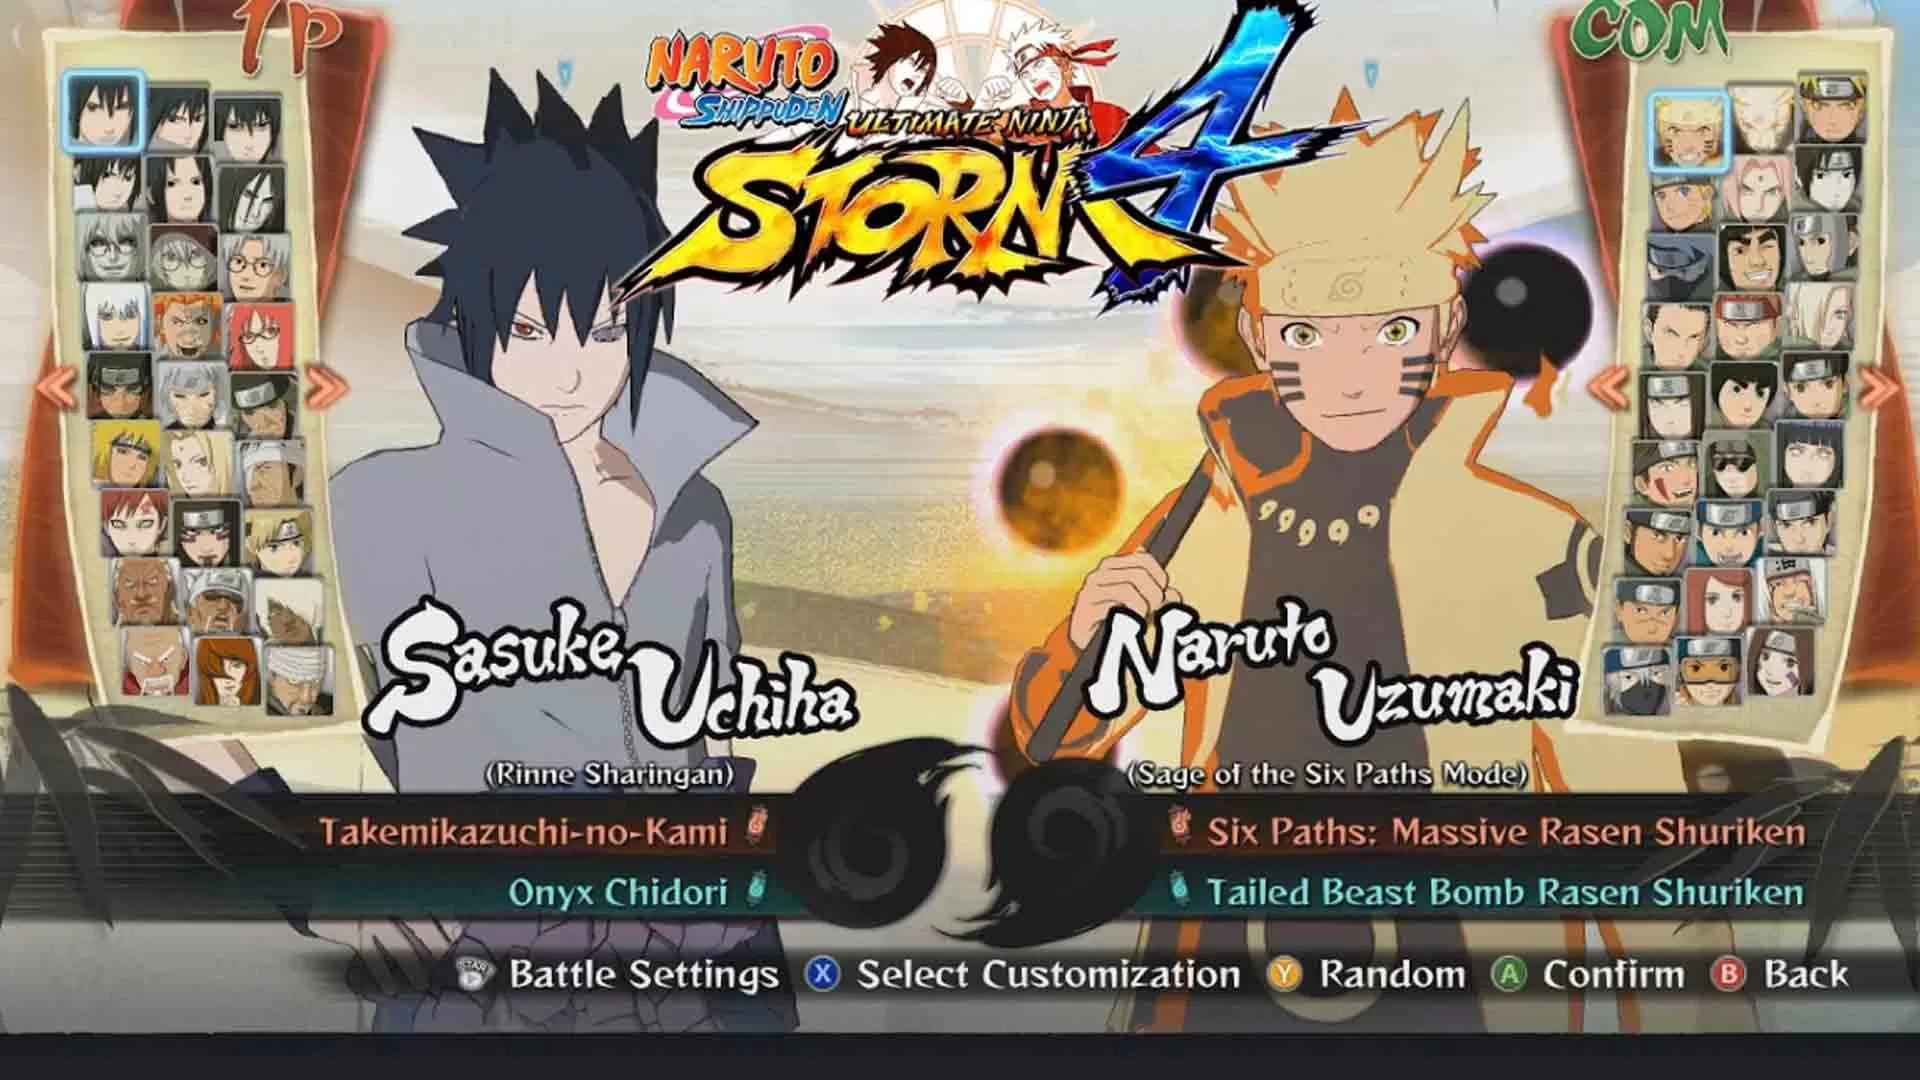 1P
COM
NARUTO
SHIPPUDEN
ULTIMATE NINJA
STORM 4
Sasuke Uchiha
(Rinne Sharingan)
Takemikazuchi-no-Kami
Onyx Chidori
Naruto Uzumaki
(Sage of the Six Paths Mode)
Six Paths: Massive Rasen Shuriken
Tailed Beast Bomb Rasen Shuriken
START Battle Settings X Select Customization Y Random A Confirm B Back